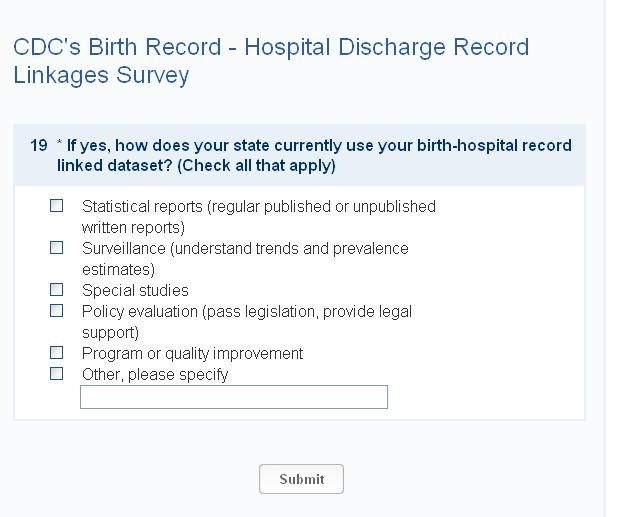 CDC's Birth Record - Hospital Discharge Record
Linkages Survey
19 * If yes, how does your state currently use your birth-hospital record
linked dataset? (Check all that apply)
Statistical reports (regular published or unpublished
written reports)
Surveillance (understand trends and prevalence
estimates)
Special studies
Policy evaluation (pass legislation, provide legal
support)
Program or quality improvement
Other, please specify
Submit